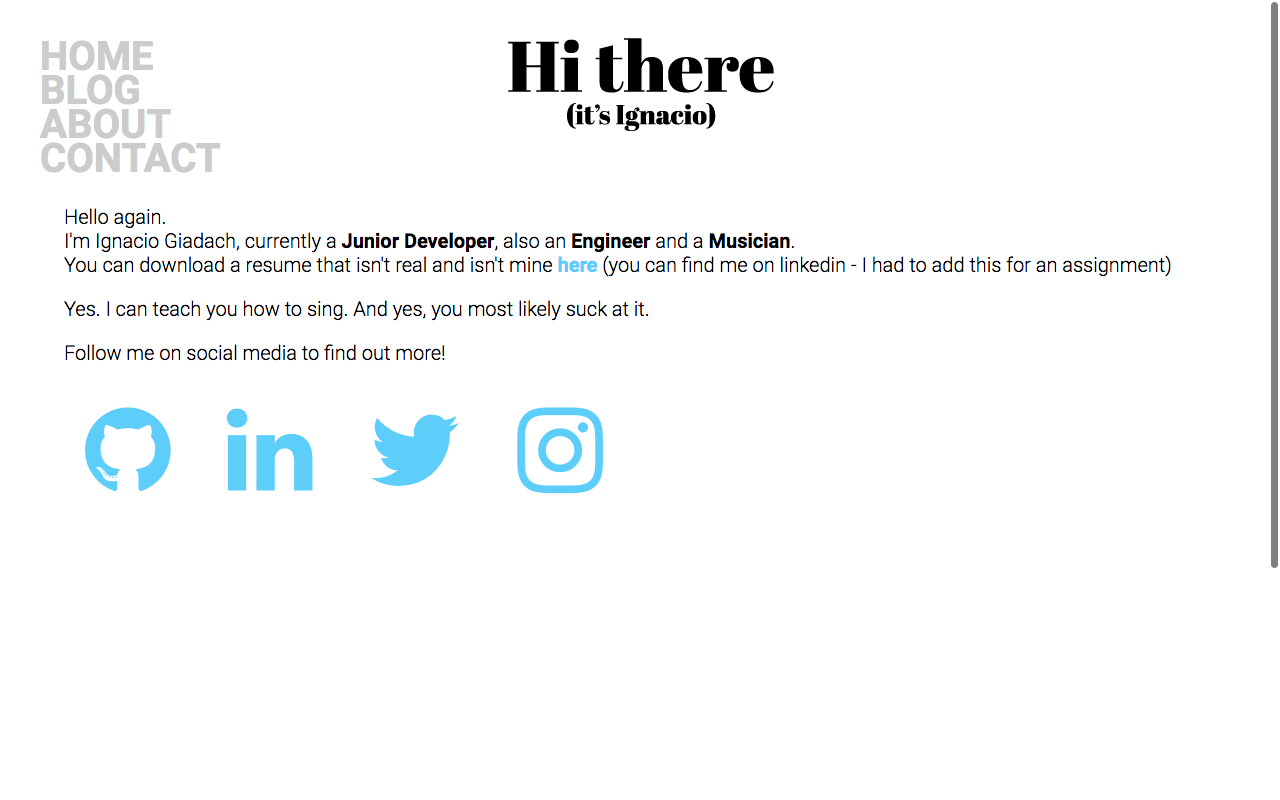 HOME
BLOG
ABOUT
CONTACT
Hi there
(it’s Ignacio)
Hello again.
I'm Ignacio Giadach, currently a Junior Developer, also an Engineer and a Musician.
You can download a resume that isn't real and isn't mine here (you can find me on linkedin - I had to add this for an assignment)
Yes. I can teach you how to sing. And yes, you most likely suck at it.
Follow me on social media to find out more!
in